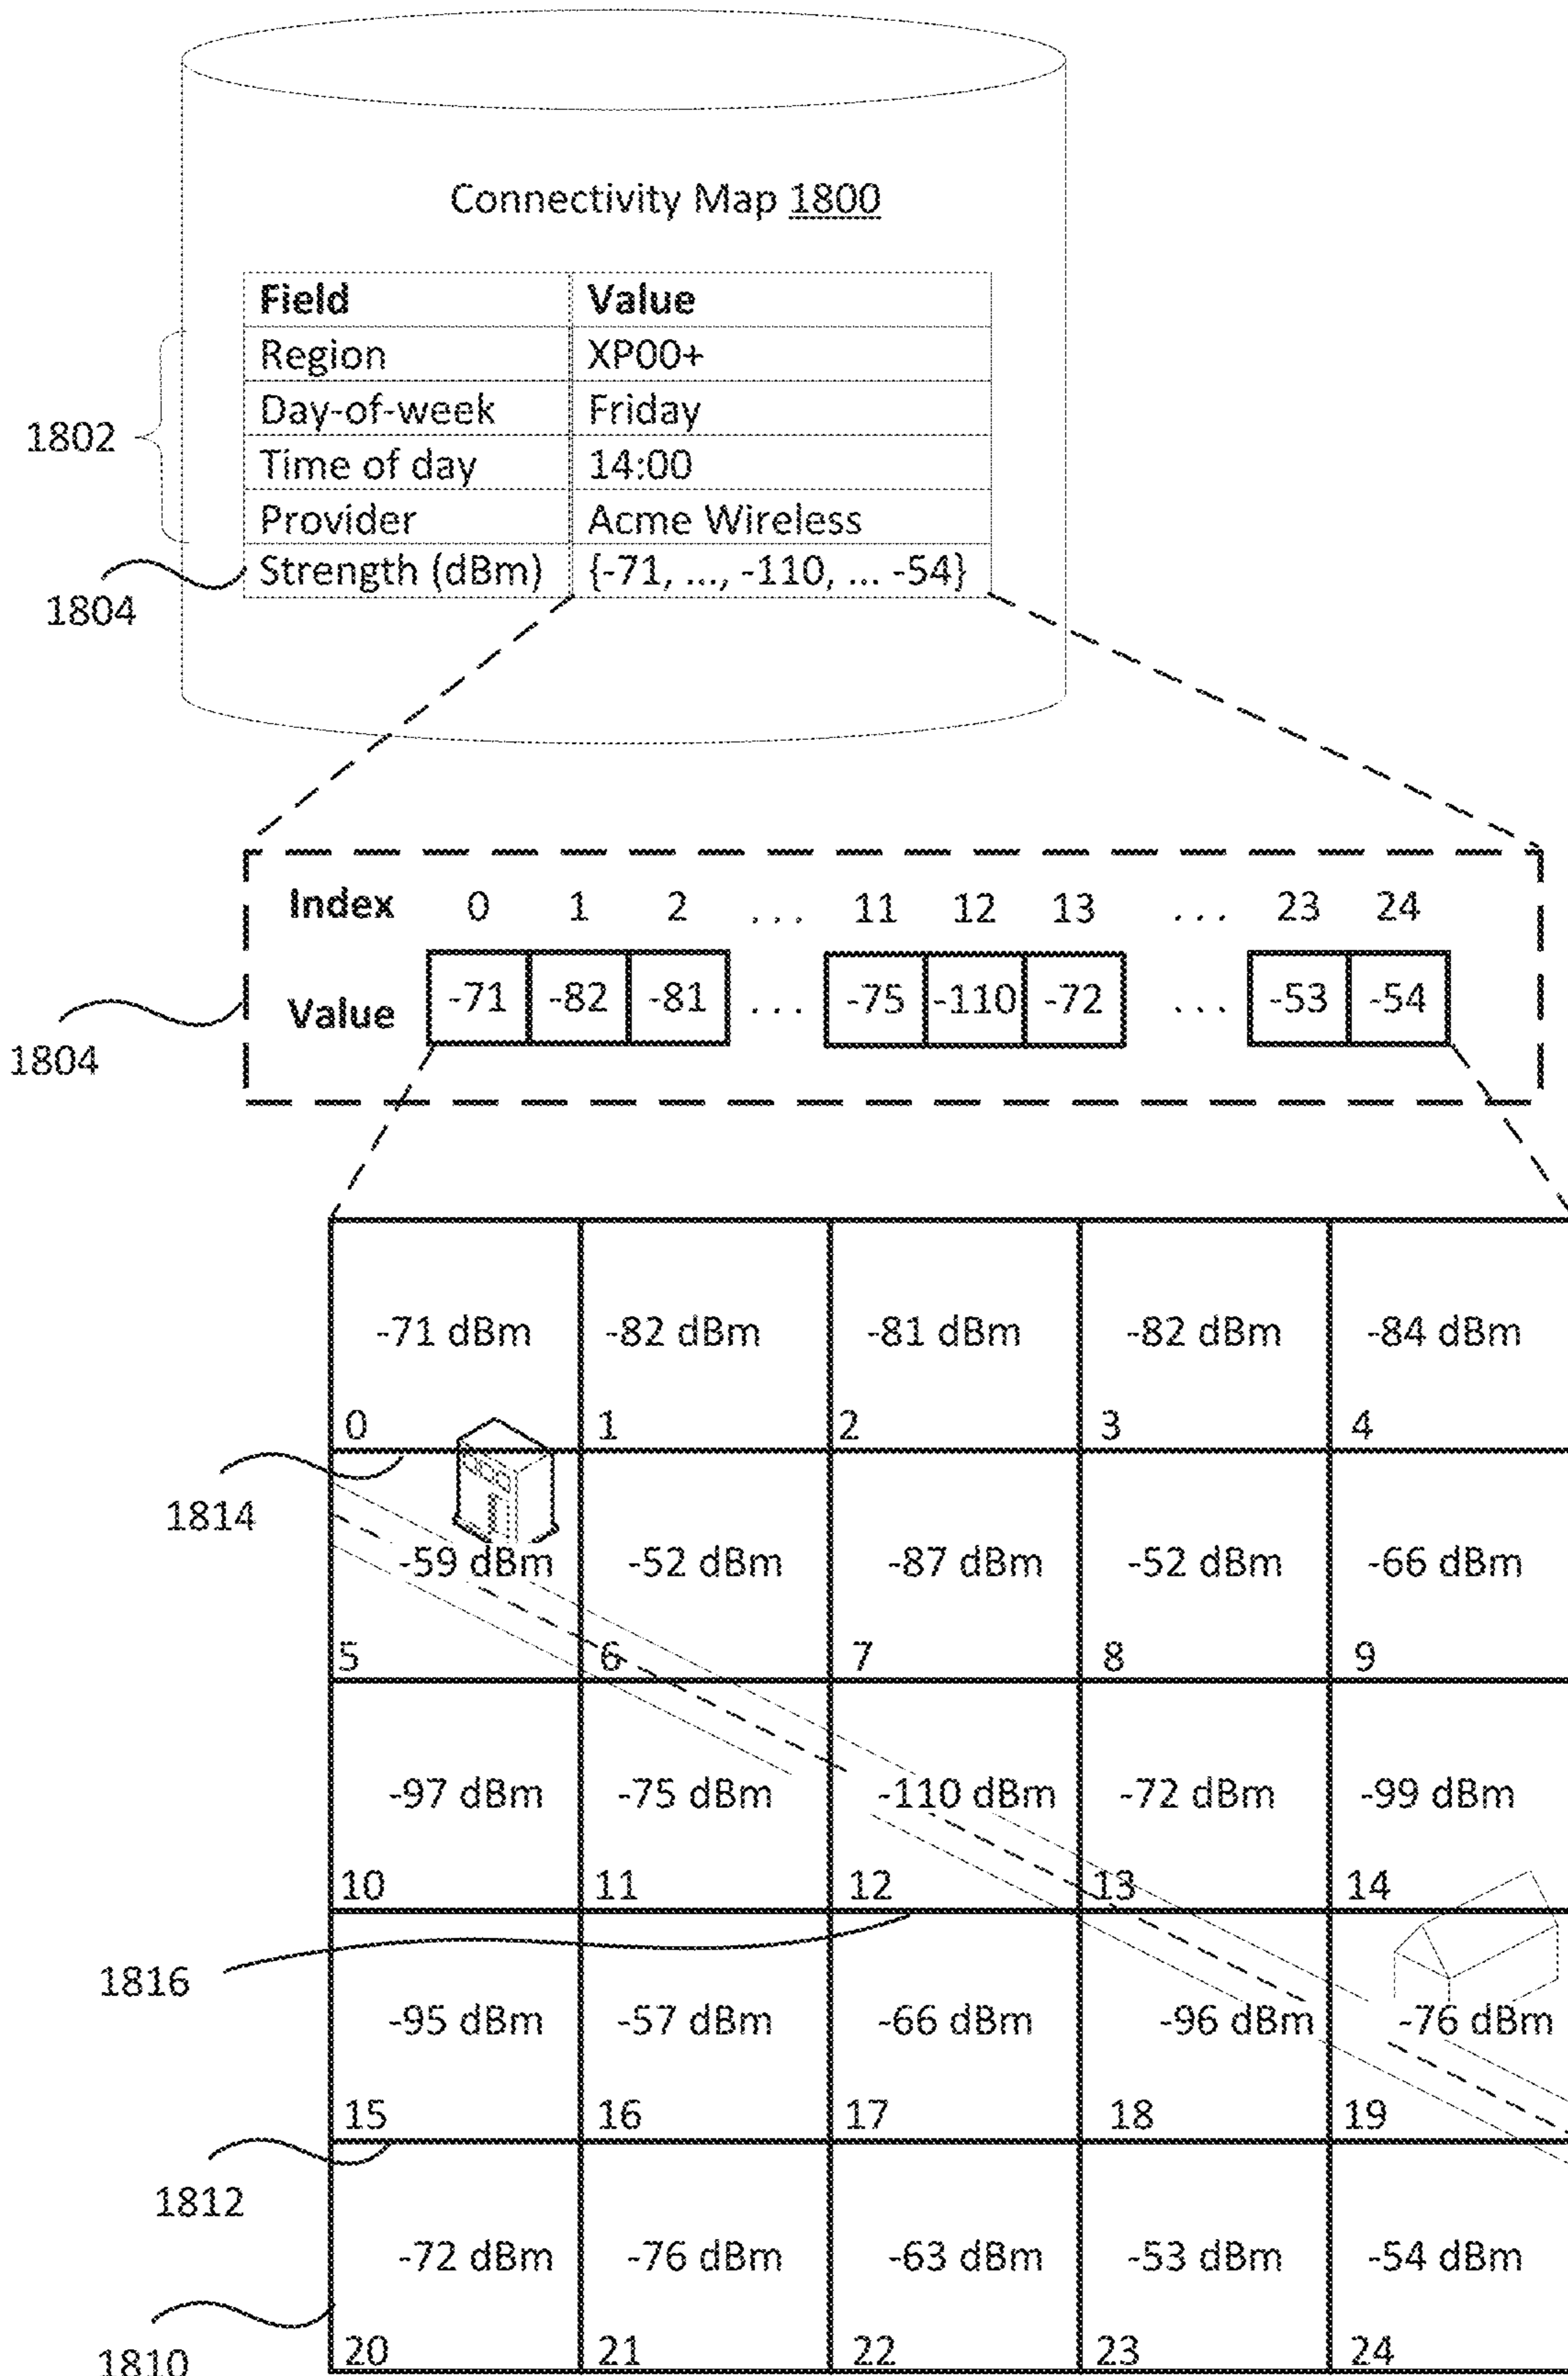 Connectivity Map 1800
Field Value
Region XP00+
Day-of-week Friday
Time of day 14:00
Provider Acme Wireless
Strength (dBm) {-71, ..., -110, ... -54}
1802
1804
Index 0 1 2 ... 11 12 13 ... 23 24
Value -71 -82 -81 ... -75 -110 -72 ... -53 -54
1804
-71 dBm -82 dBm -81 dBm -82 dBm -84 dBm
0 1 2 3 4
1814
-59 dBm -52 dBm -87 dBm -52 dBm -66 dBm
5 6 7 8 9
-97 dBm -75 dBm -110 dBm -72 dBm -99 dBm
10 11 12 13 14
1816
-95 dBm -57 dBm -66 dBm -96 dBm -76 dBm
15 16 17 18 19
1812
-72 dBm -76 dBm -63 dBm -53 dBm -54 dBm
20 21 22 23 24
1810